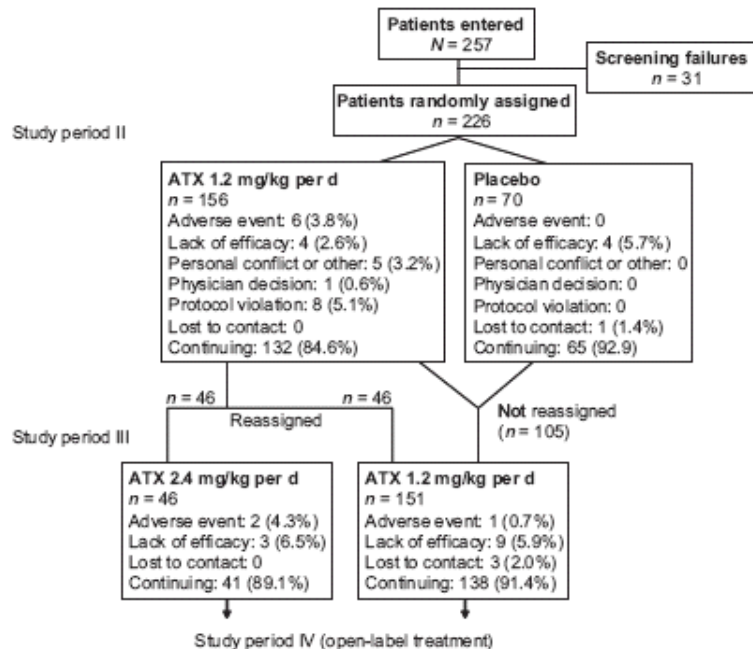 Patients entered
N = 257
Screening failures
n = 31
Patients randomly assigned
n = 226
Study period II
ATX 1.2 mg/kg per d
n = 156
Adverse event: 6 (3.8%)
Lack of efficacy: 4 (2.6%)
Personal conflict or other: 5 (3.2%)
Physician decision: 1 (0.6%)
Protocol violation: 8 (5.1%)
Lost to contact: 0
Continuing: 132 (84.6%)
Placebo
n = 70
Adverse event: 0
Lack of efficacy: 4 (5.7%)
Personal conflict or other: 0
Physician decision: 0
Protocol violation: 0
Lost to contact: 1 (1.4%)
Continuing: 65 (92.9)
n = 46
n = 46
Reassigned
Not reassigned
(n = 105)
Study period III
ATX 2.4 mg/kg per d
n = 46
Adverse event: 2 (4.3%)
Lack of efficacy: 3 (6.5%)
Lost to contact: 0
Continuing: 41 (89.1%)
ATX 1.2 mg/kg per d
n = 151
Adverse event: 1 (0.7%)
Lack of efficacy: 9 (5.9%)
Lost to contact: 3 (2.0%)
Continuing: 138 (91.4%)
Study period IV (open-label treatment)